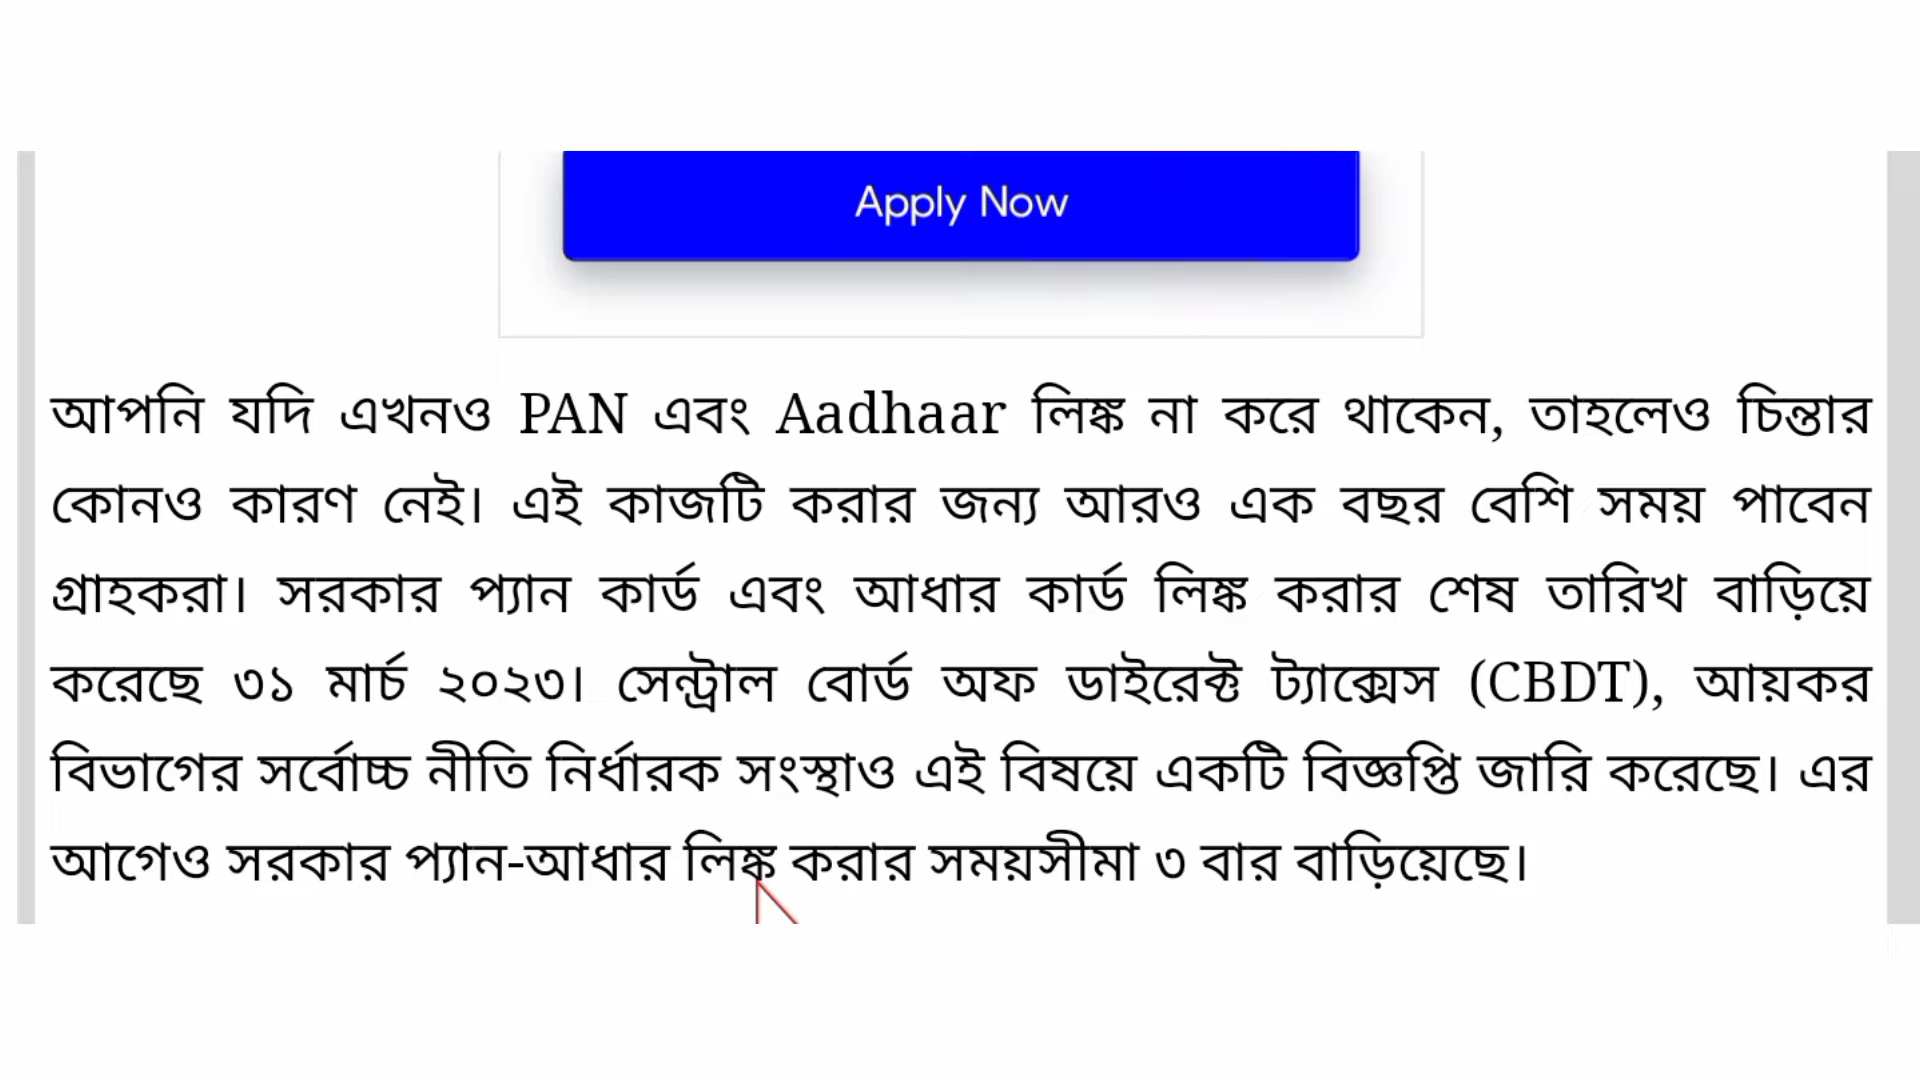 Apply Now
আপনি যদি এখনও PAN এবং Aadhaar লিঙ্ক না করে থাকেন, তাহলেও চিন্তার
কোনও কারণ নেই। এই কাজটি করার জন্য আরও এক বছর বেশি সময় পাবেন
গ্রাহকরা। সরকার প্যান কার্ড এবং আধার কার্ড লিঙ্ক করার শেষ তারিখ বাড়িয়ে
করেছে ৩১ মার্চ ২০২৩। সেন্ট্রাল বোর্ড অফ ডাইরেক্ট ট্যাক্সেস (CBDT), আয়কর
বিভাগের সর্বোচ্চ নীতি নির্ধারক সংস্থাও এই বিষয়ে একটি বিজ্ঞপ্তি জারি করেছে। এর
আগেও সরকার প্যান-আধার লিঙ্ক করার সময়সীমা ৩ বার বাড়িয়েছে।